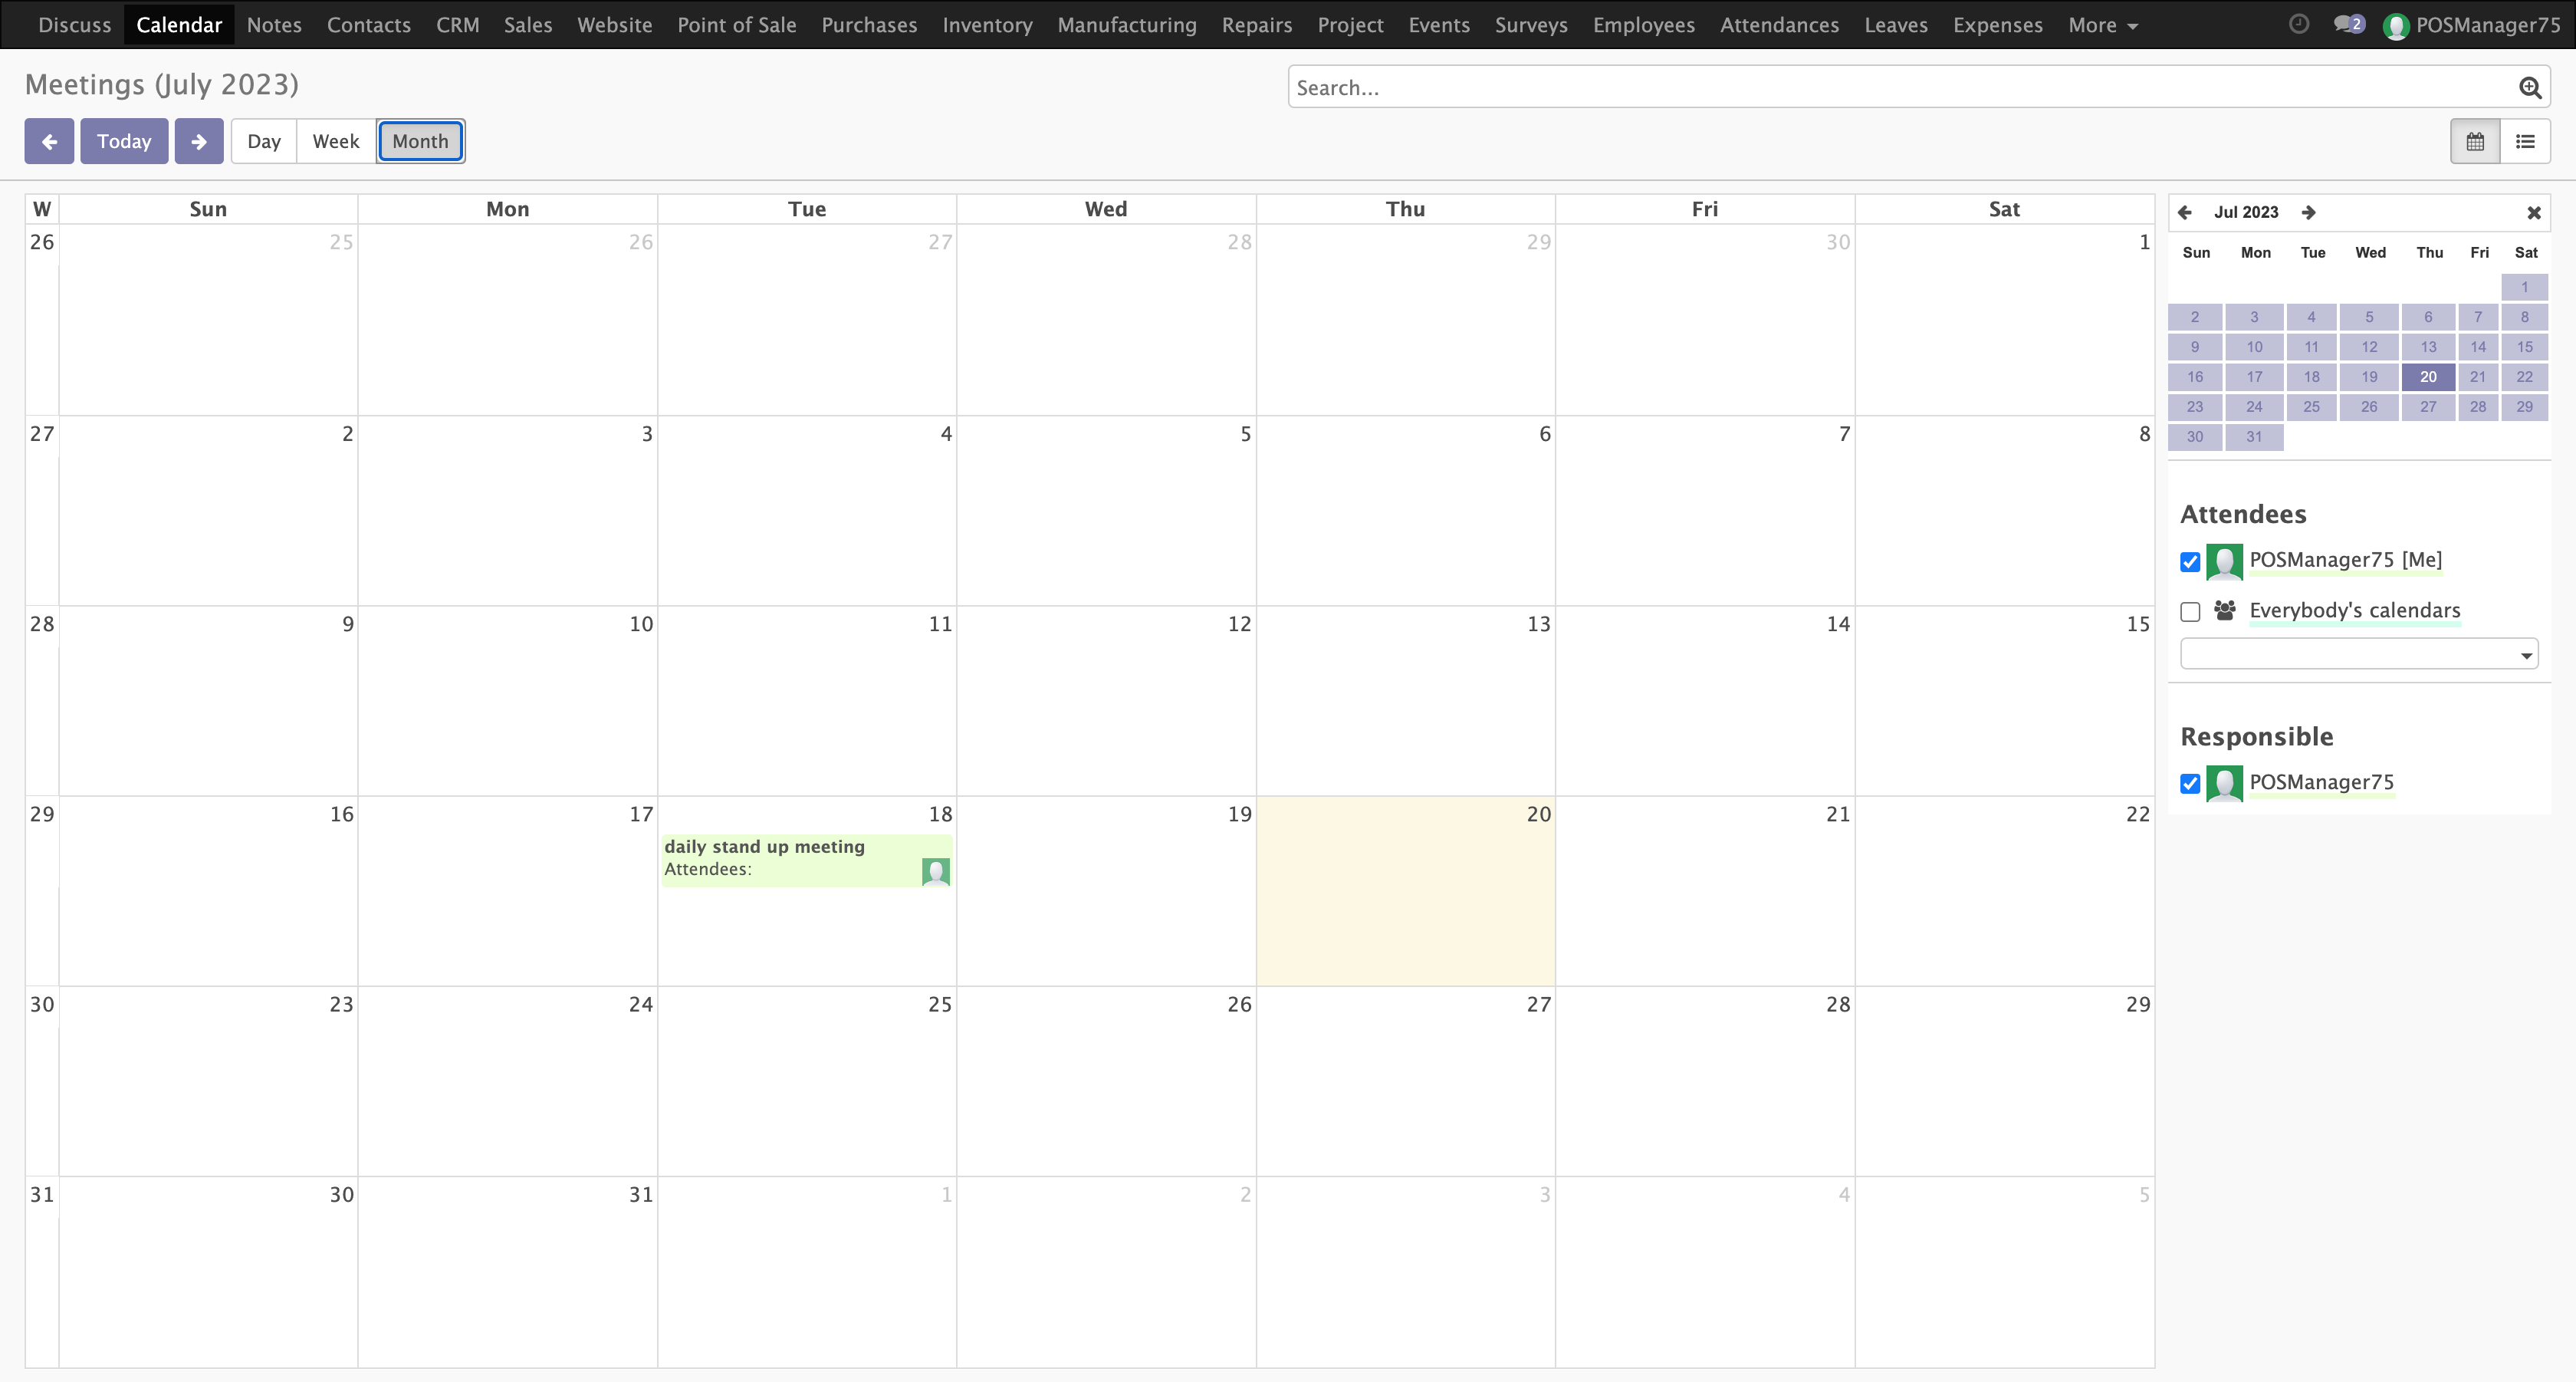 Discuss Calendar Notes Contacts CRM Sales Website Point of Sale Purchases Inventory Manufacturing Repairs Project Events Surveys Employees Attendances Leaves Expenses More 2 POSManager75
Meetings (July 2023)
Search...
Today Day Week Month
W Sun Mon Tue Wed Thu Fri Sat
26 25 26 27 28 29 30 1
27 2 3 4 5 6 7 8
28 9 10 11 12 13 14 15
29 16 17 18 19 20 21 22
daily stand up meeting
Attendees:
30 23 24 25 26 27 28 29
31 30 31 1 2 3 4 5
Jul 2023
Sun Mon Tue Wed Thu Fri Sat
1
2 3 4 5 6 7 8
9 10 11 12 13 14 15
16 17 18 19 20 21 22
23 24 25 26 27 28 29
30 31
Attendees
POSManager75 [Me]
Everybody's calendars
Responsible
POSManager75